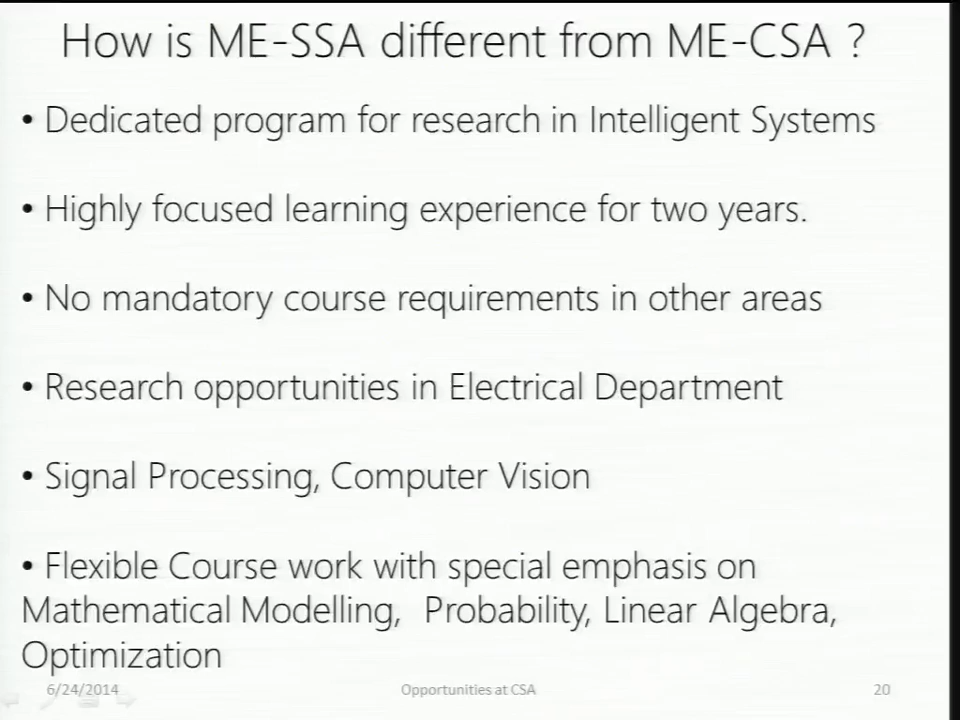 How is ME-SSA different from ME-CSA ?
• Dedicated program for research in Intelligent Systems
• Highly focused learning experience for two years.
• No mandatory course requirements in other areas
• Research opportunities in Electrical Department
• Signal Processing, Computer Vision
• Flexible Course work with special emphasis on
Mathematical Modelling, Probability, Linear Algebra,
Optimization
6/24/2014 Opportunities at CSA 20